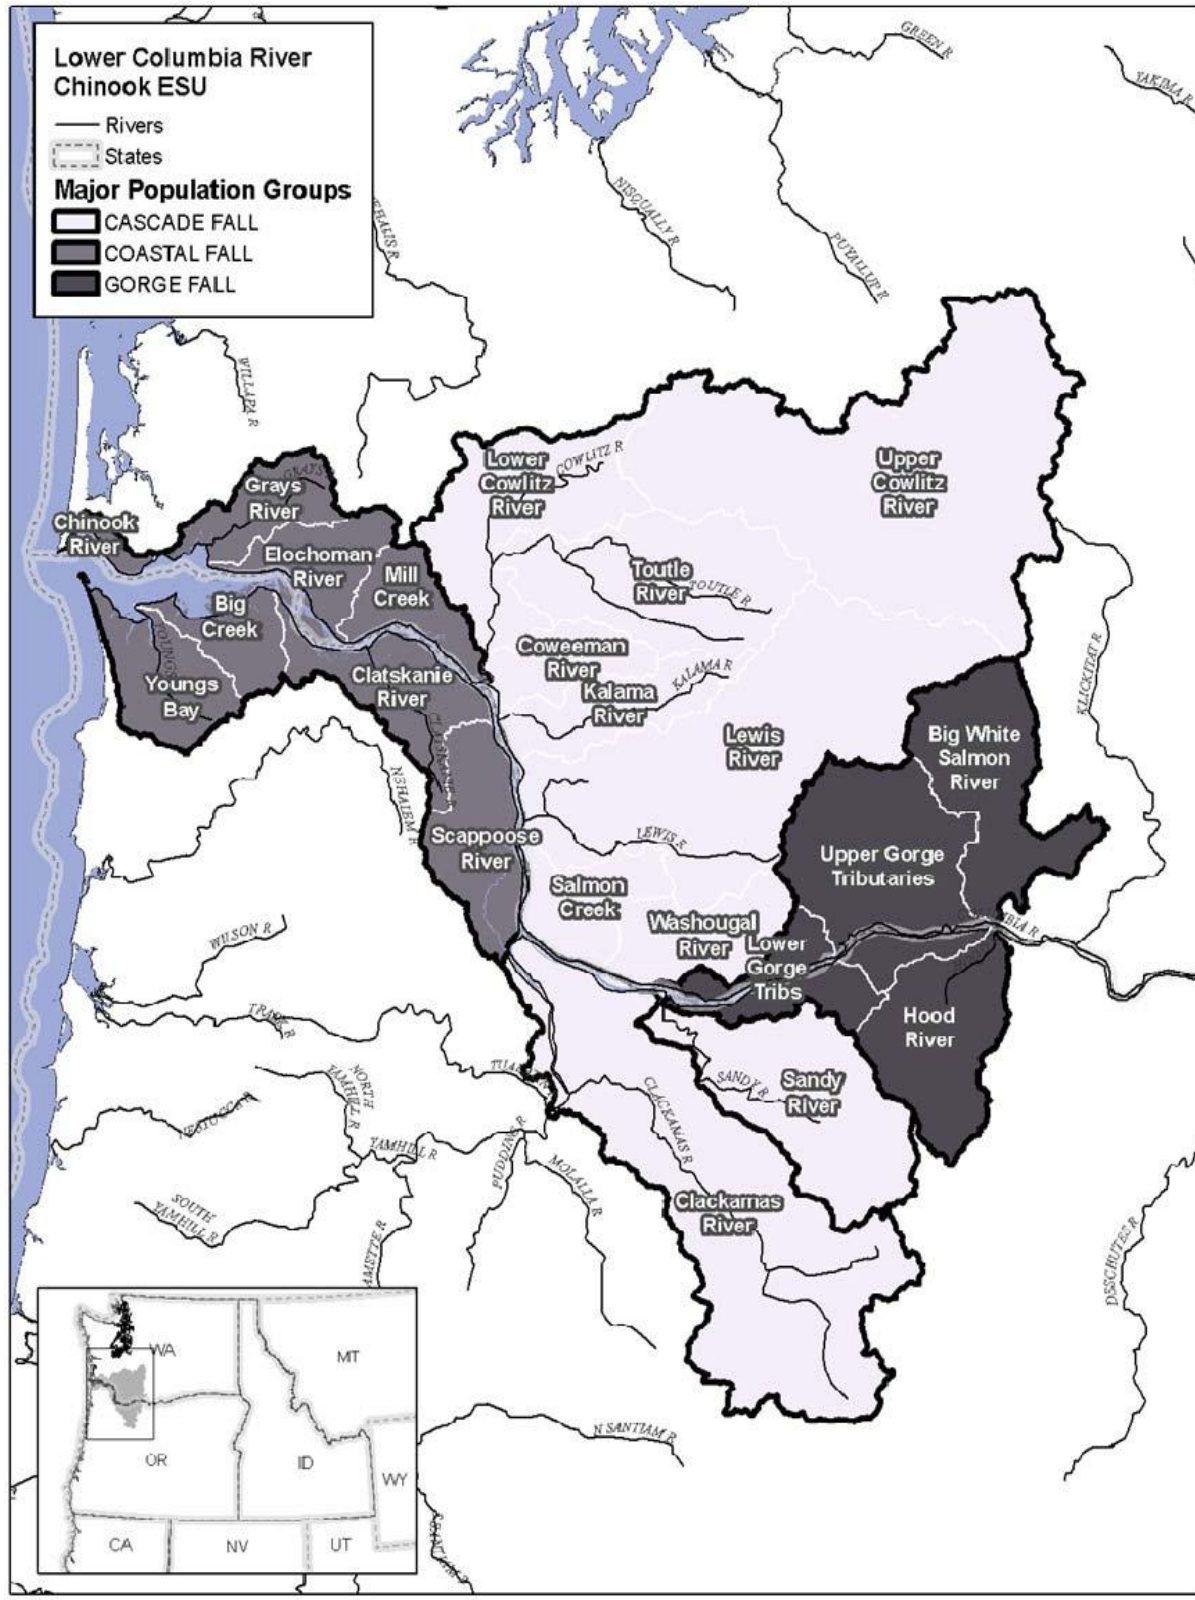 Lower Columbia River
Chinook ESU
Rivers
States
Major Population Groups
CASCADE FALL
COASTAL FALL
GORGE FALL
GREEN R
YAKIMA R
NISQUALLY R
PUYALLUP R
WILLAPA R
Lower
Cowlitz
River
COWLITZ R
Upper
Cowlitz
River
GRAYS
Grays
River
Chinook
River
Elochoman
River
Mill
Creek
Big
Creek
Toutle
River
TOUTLE R
Coweeman
River
Kalama
River
KALAMA R
KLICKITAT R
YOUNGS
Youngs
Bay
Clatskanie
River
Lewis
River
Big White
Salmon
River
NEHALEM R
Scappoose
River
LEWIS R
Upper Gorge
Tributaries
Salmon
Creek
Washougal
River
Lower
Gorge
Tribs
WILSON R
Hood
River
TRASK R
Sandy
River
SANDY R
CLACKAMAS R
NORTH
YAMHILL R
NESTUCCA R
YAMHILL R
PUDDING R
MOLALLA R
SOUTH
YAMHILL R
Clackamas
River
DESCHUTES R
N SANTIAM R
WA
MT
OR
ID
WY
CA
NV
UT